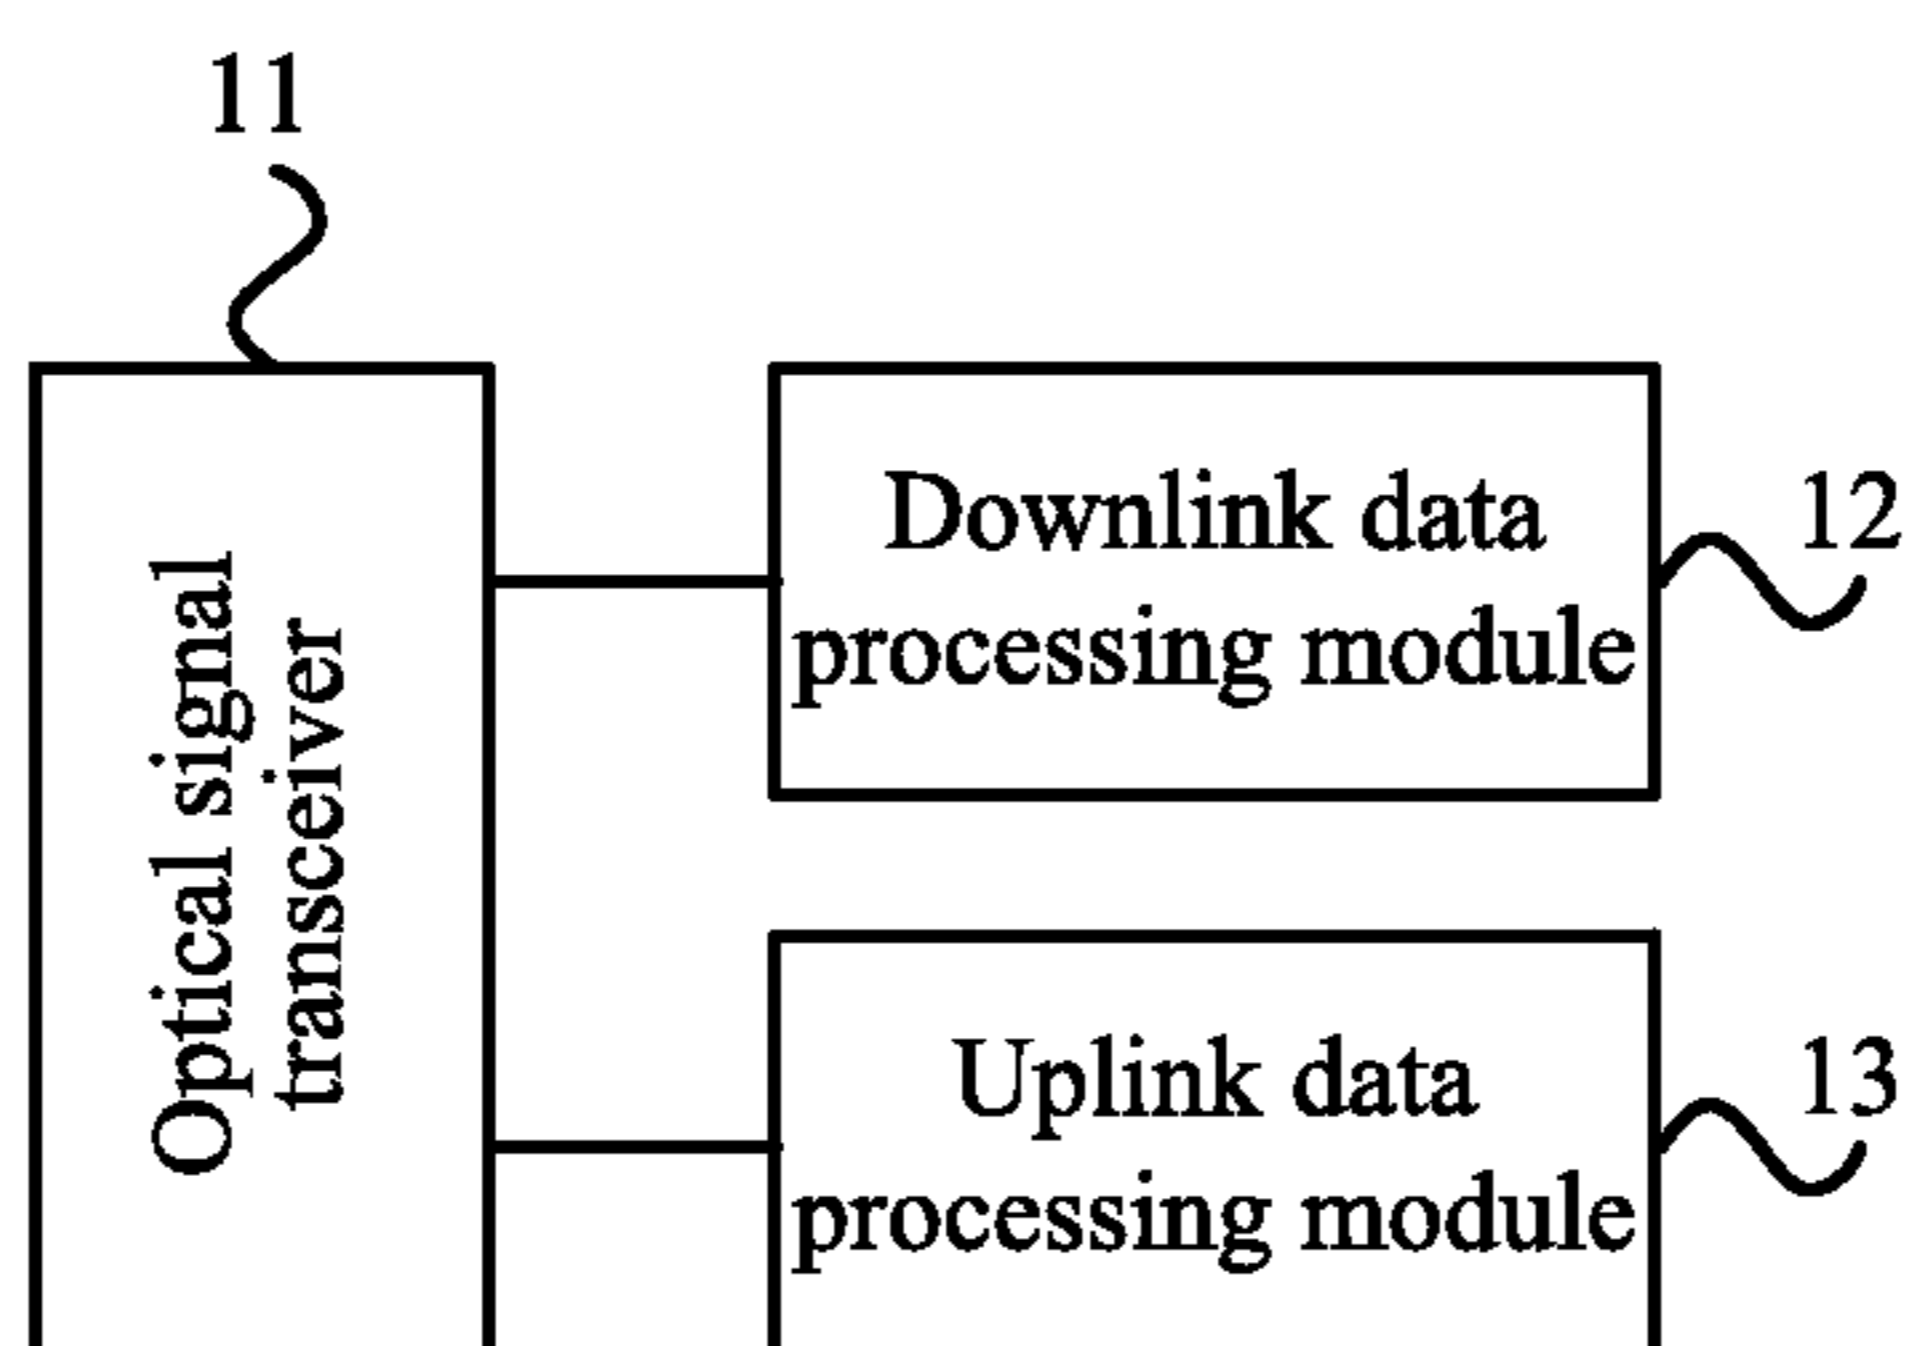 11
Optical signal
transceiver
Downlink data
processing module
12
Uplink data
processing module
13